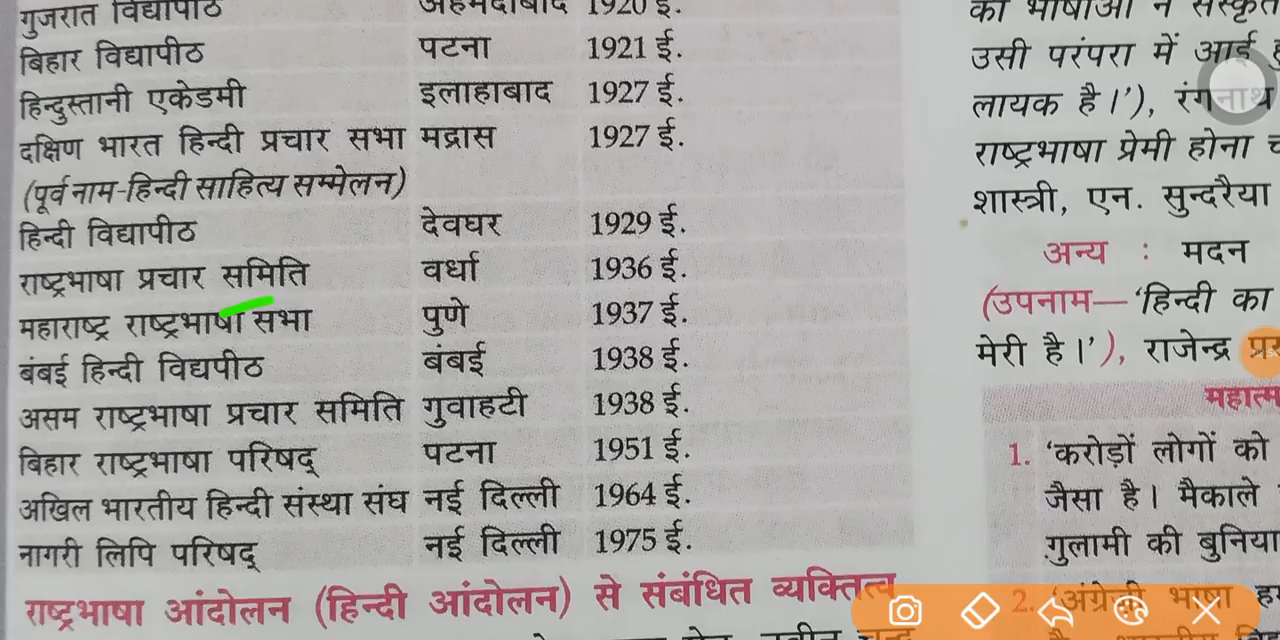 गुजरात विद्यापीठ अहमदाबाद 1920 ई.
बिहार विद्यापीठ पटना 1921 ई.
हिन्दुस्तानी एकेडमी इलाहाबाद 1927 ई.
दक्षिण भारत हिन्दी प्रचार सभा मद्रास 1927 ई.
(पूर्व नाम-हिन्दी साहित्य सम्मेलन)
हिन्दी विद्यापीठ देवघर 1929 ई.
राष्ट्रभाषा प्रचार समिति वर्धा 1936 ई.
महाराष्ट्र राष्ट्रभाषा सभा पुणे 1937 ई.
बंबई हिन्दी विद्यपीठ बंबई 1938 ई.
असम राष्ट्रभाषा प्रचार समिति गुवाहटी 1938 ई.
बिहार राष्ट्रभाषा परिषद् पटना 1951 ई.
अखिल भारतीय हिन्दी संस्था संघ नई दिल्ली 1964 ई.
नागरी लिपि परिषद् नई दिल्ली 1975 ई.
राष्ट्रभाषा आंदोलन (हिन्दी आंदोलन) से संबंधित व्यक्तित्व
की भाषाओं ने संस्कृत
उसी परंपरा में आई
लायक है।'), रंगनाथ
राष्ट्रभाषा प्रेमी होना
शास्त्री, एन. सुन्दरैया
अन्य : मदन
(उपनाम—'हिन्दी का
मेरी है।'), राजेन्द्र
1. 'करोड़ों लोगों को
जैसा है। मैकाले
गुलामी की
2. 'अंग्रेजी भाषा